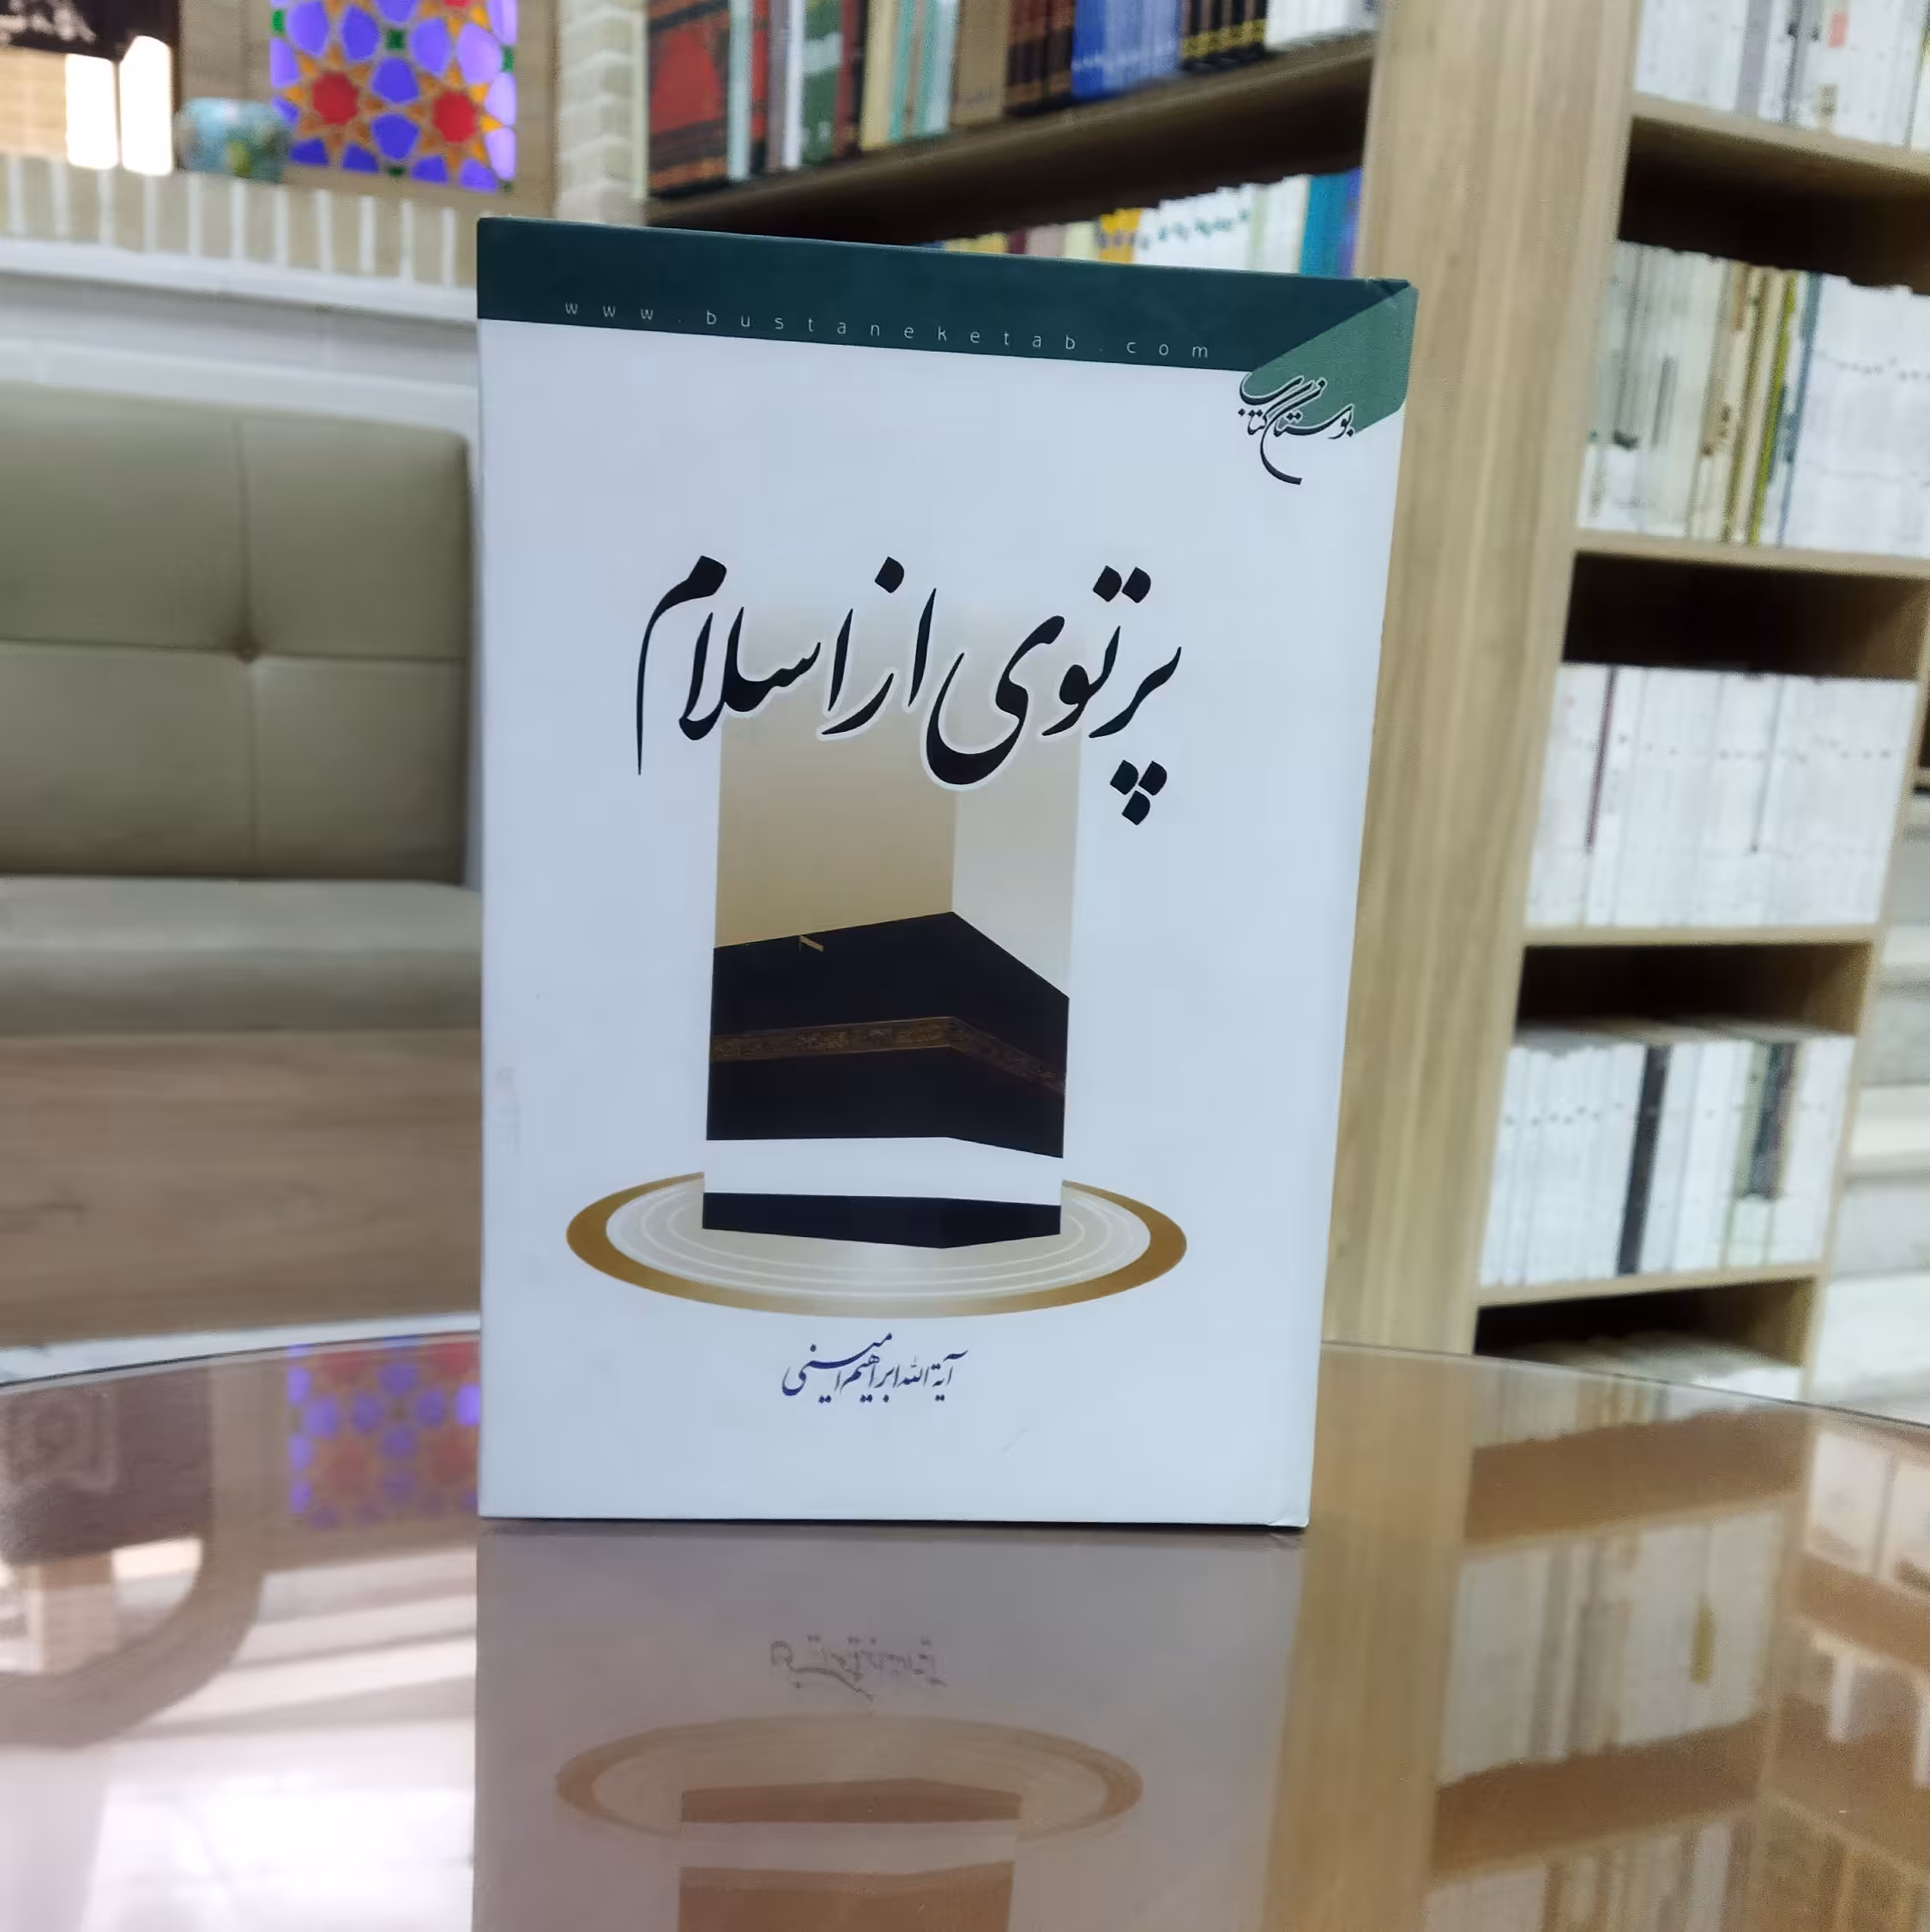 www.bustaneketab.com
بوستان کتاب
پرتوی از اسلام
آیة الله ابراهیم امینی